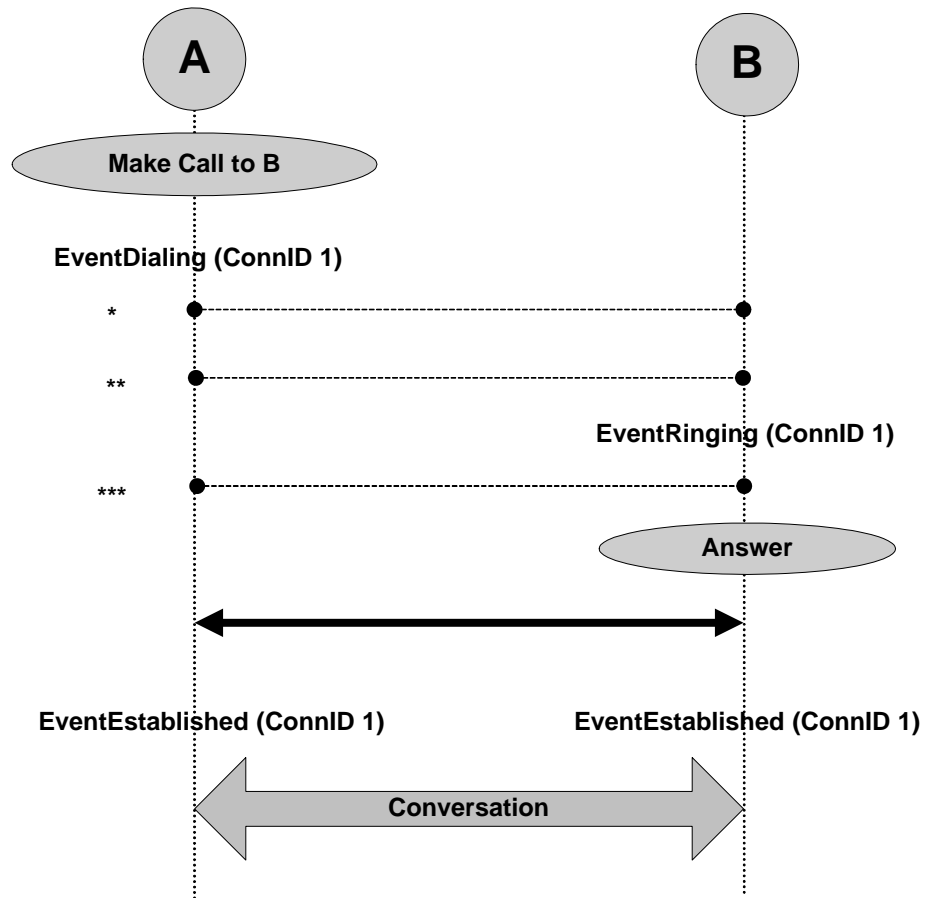 A
B
Make Call to B
EventDialing (ConnID 1)
*
**
EventRinging (ConnID 1)
***
Answer
EventEstablished (ConnID 1)
EventEstablished (ConnID 1)
Conversation